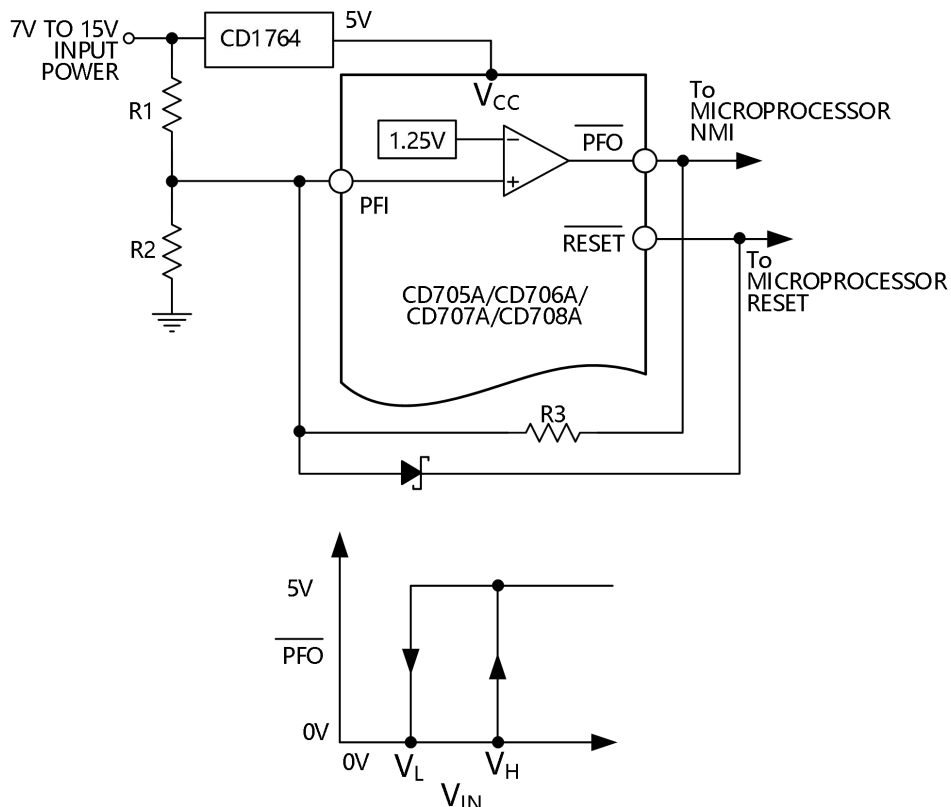 7V TO 15V
INPUT
POWER
CD1764
5V
R1
VCC
To
MICROPROCESSOR
NMI
1.25V
PFO
−
+
PFI
R2
RESET
To
MICROPROCESSOR
RESET
CD705A/CD706A/
CD707A/CD708A
R3
5V
PFO
0V
0V
VL
VH
VIN